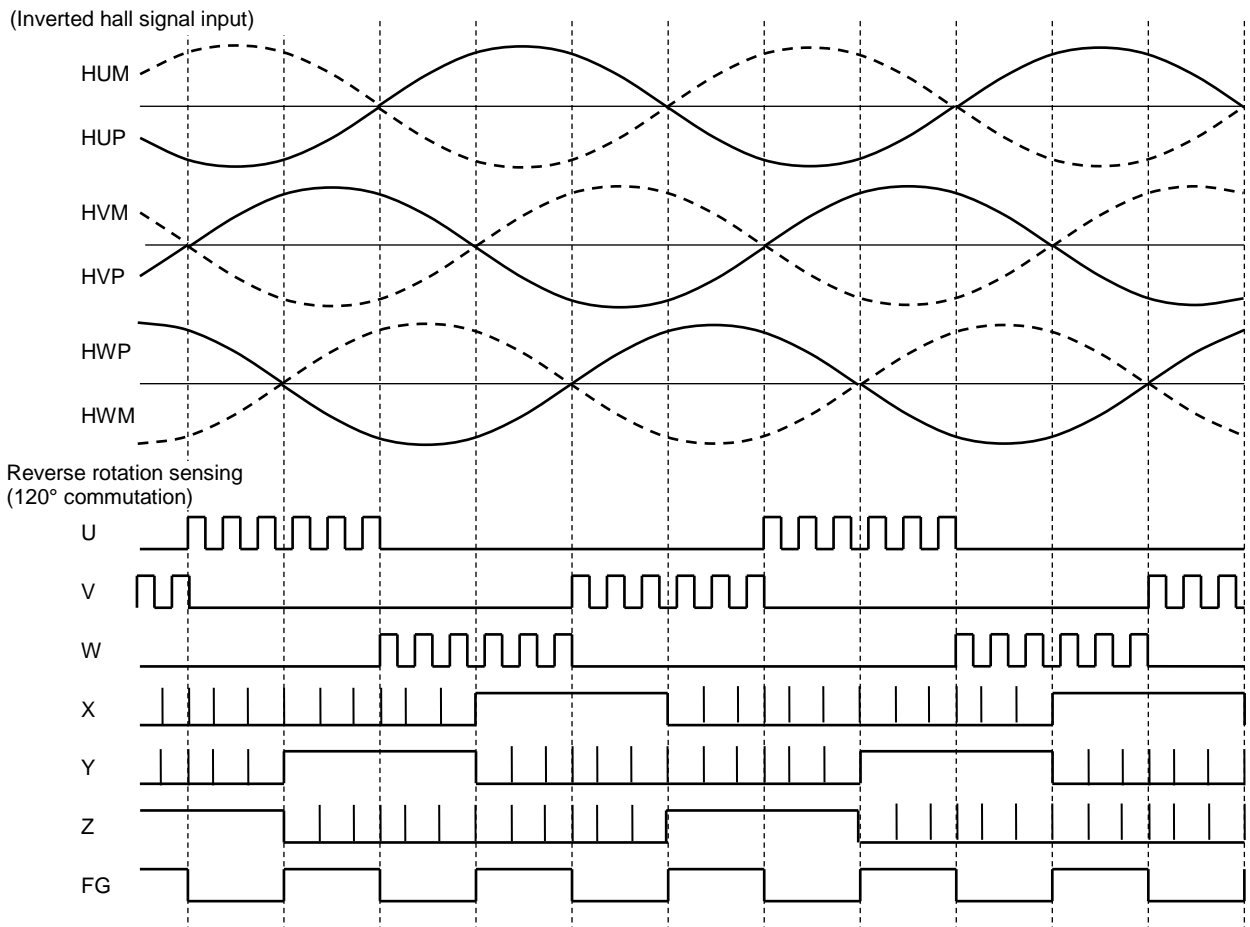 (Inverted hall signal input)
HUM
HUP
HVM
HVP
HWP
HWM
Reverse rotation sensing
(120° commutation)
U
V
W
X
Y
Z
FG